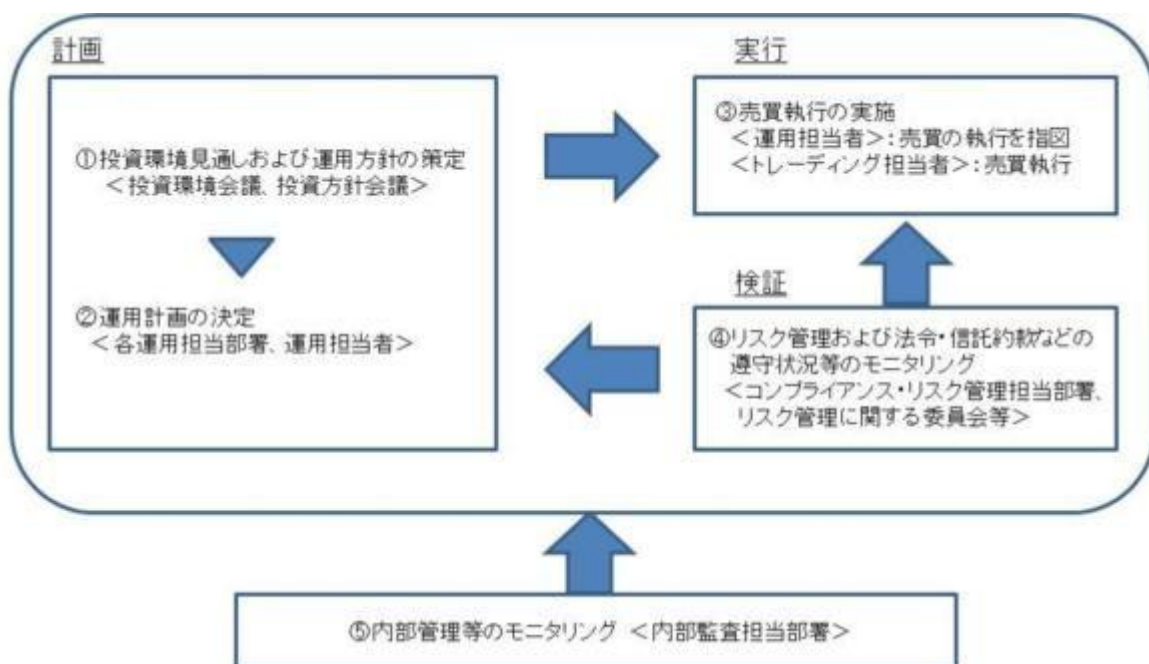 計画
①投資環境見通しおよび運用方針の策定
＜投資環境会議、投資方針会議＞
②運用計画の決定
＜各運用担当部署、運用担当者＞
実行
③売買執行の実施
＜運用担当者＞：売買の執行を指図
＜トレーディング担当者＞：売買執行
検証
④リスク管理および法令・信託約款などの
遵守状況等のモニタリング
＜コンプライアンス・リスク管理担当部署、
リスク管理に関する委員会等＞
⑤内部管理等のモニタリング ＜内部監査担当部署＞